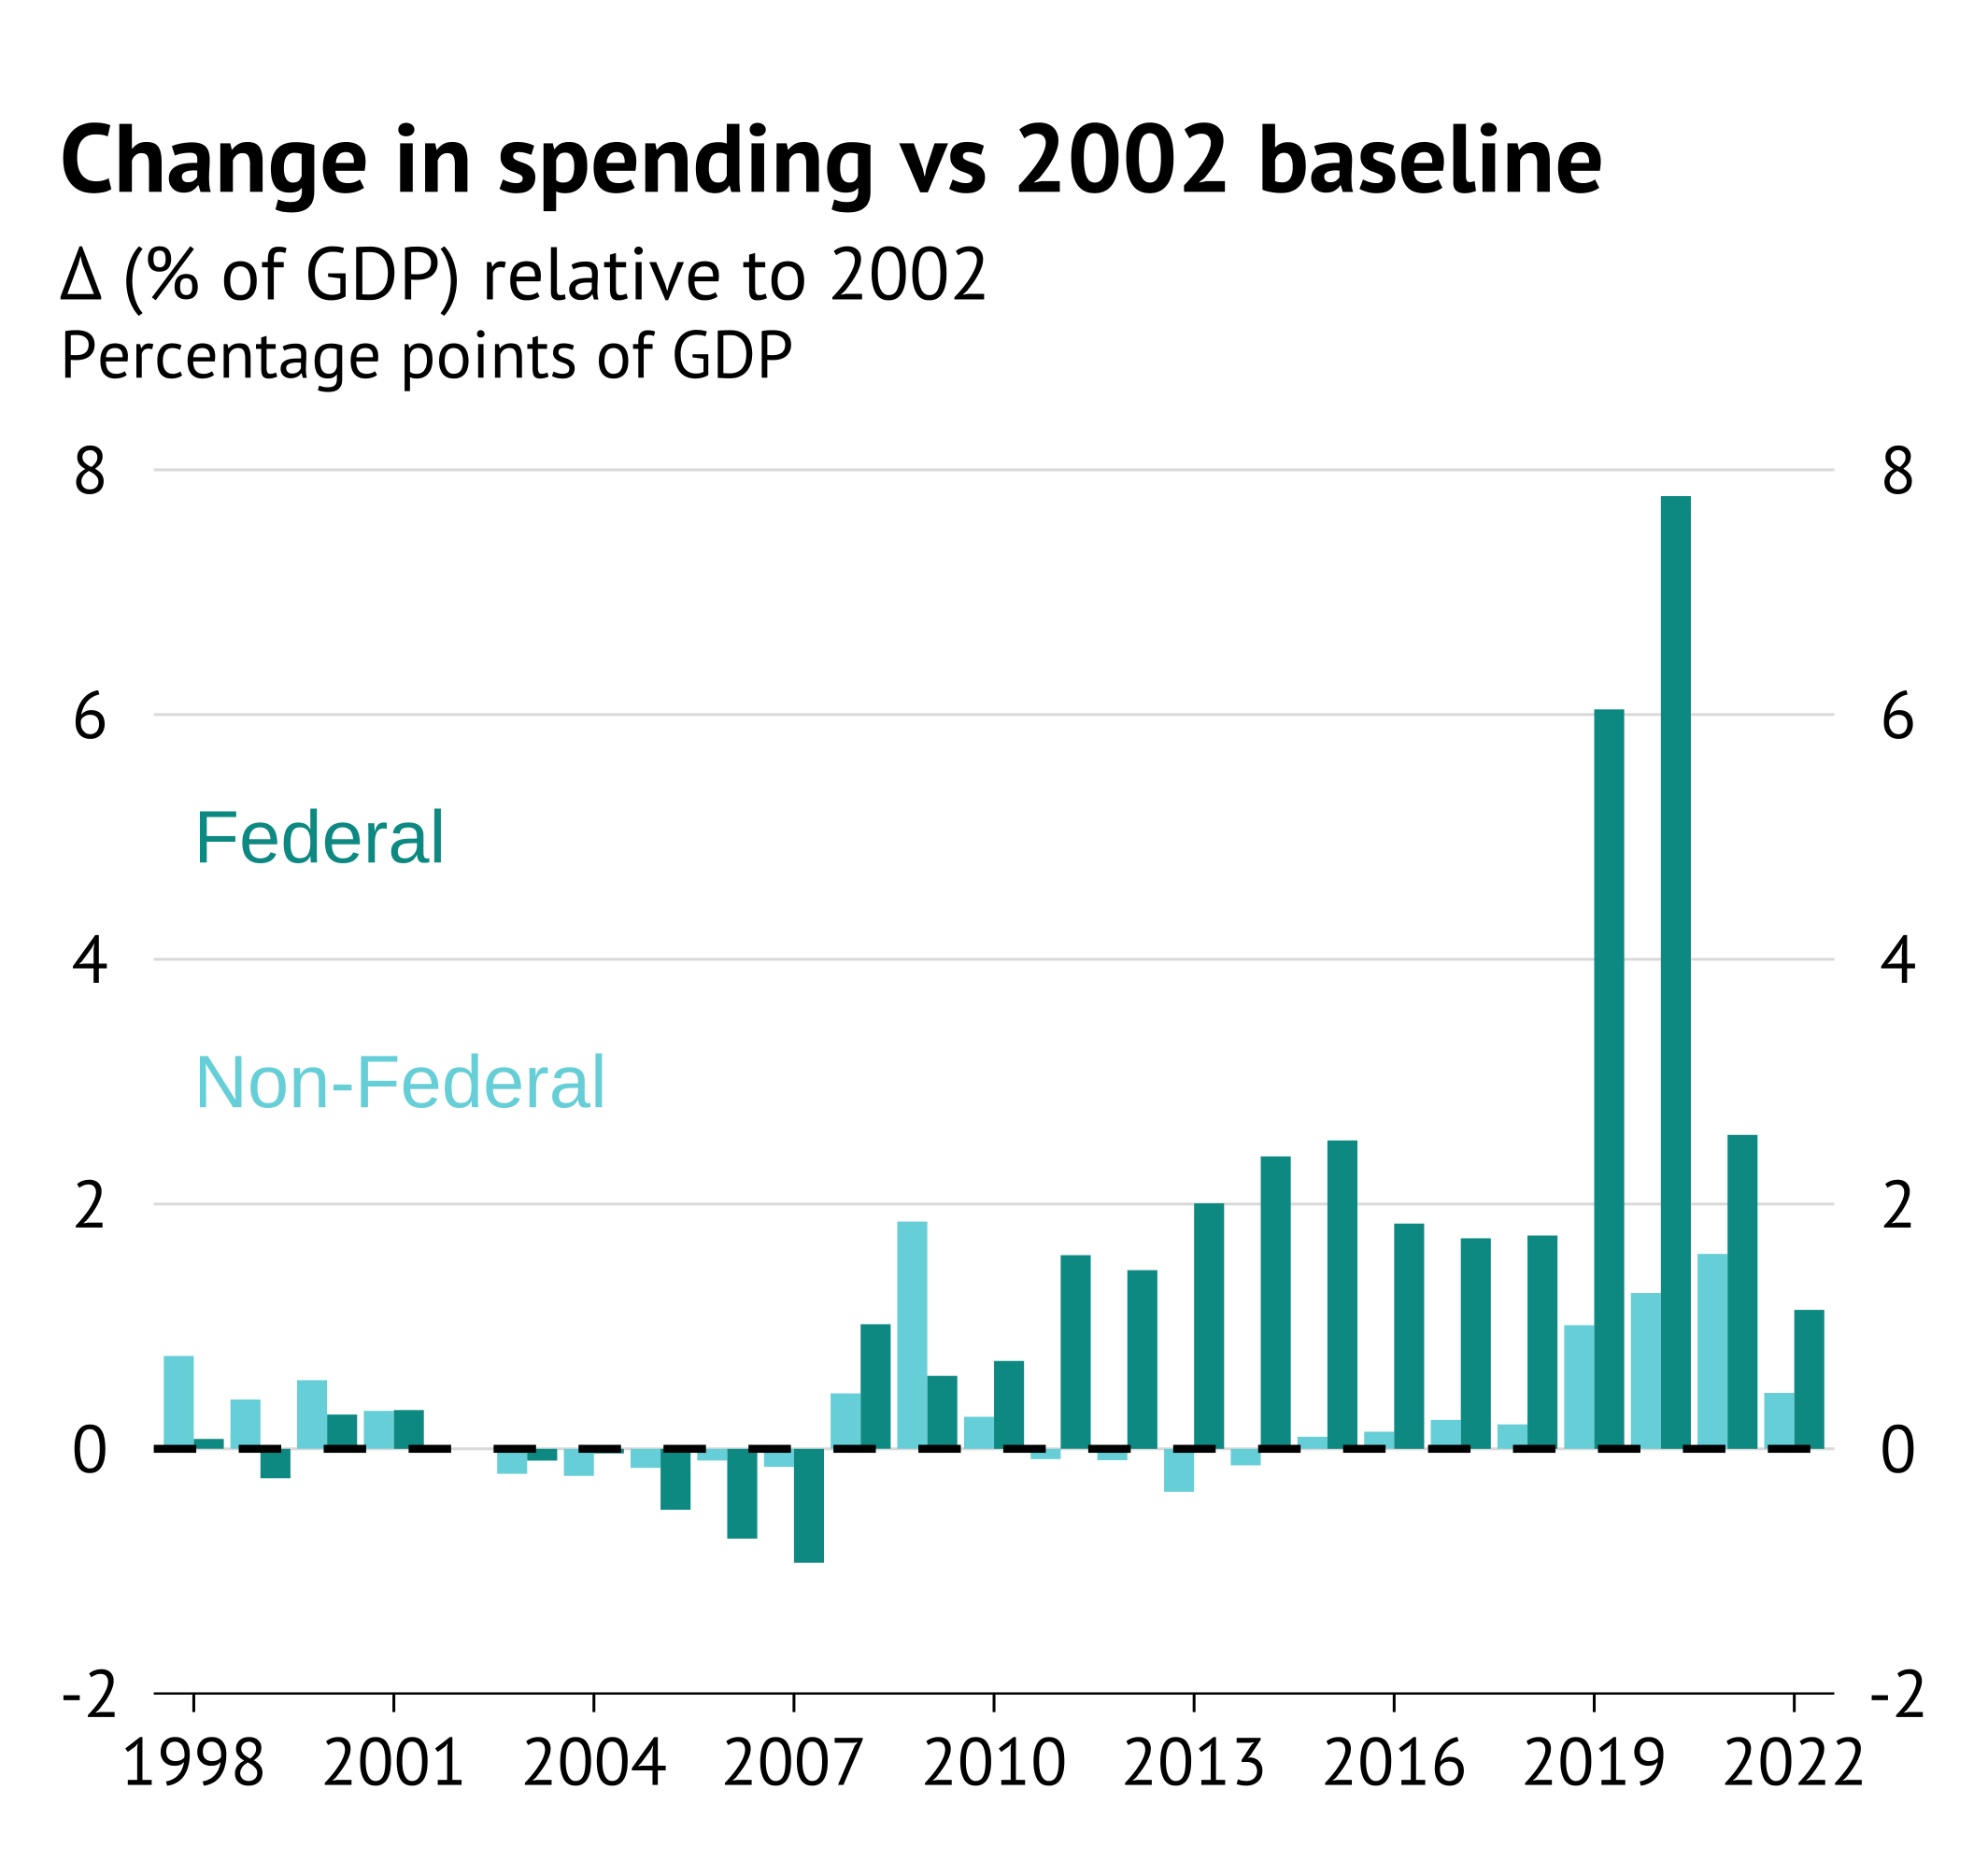 Change in spending vs 2002 baseline
Δ (% of GDP) relative to 2002
Percentage points of GDP
8 8
6 6
Federal
4 4
Non-Federal
2 2
0 0
-2 -2
1998 2001 2004 2007 2010 2013 2016 2019 2022